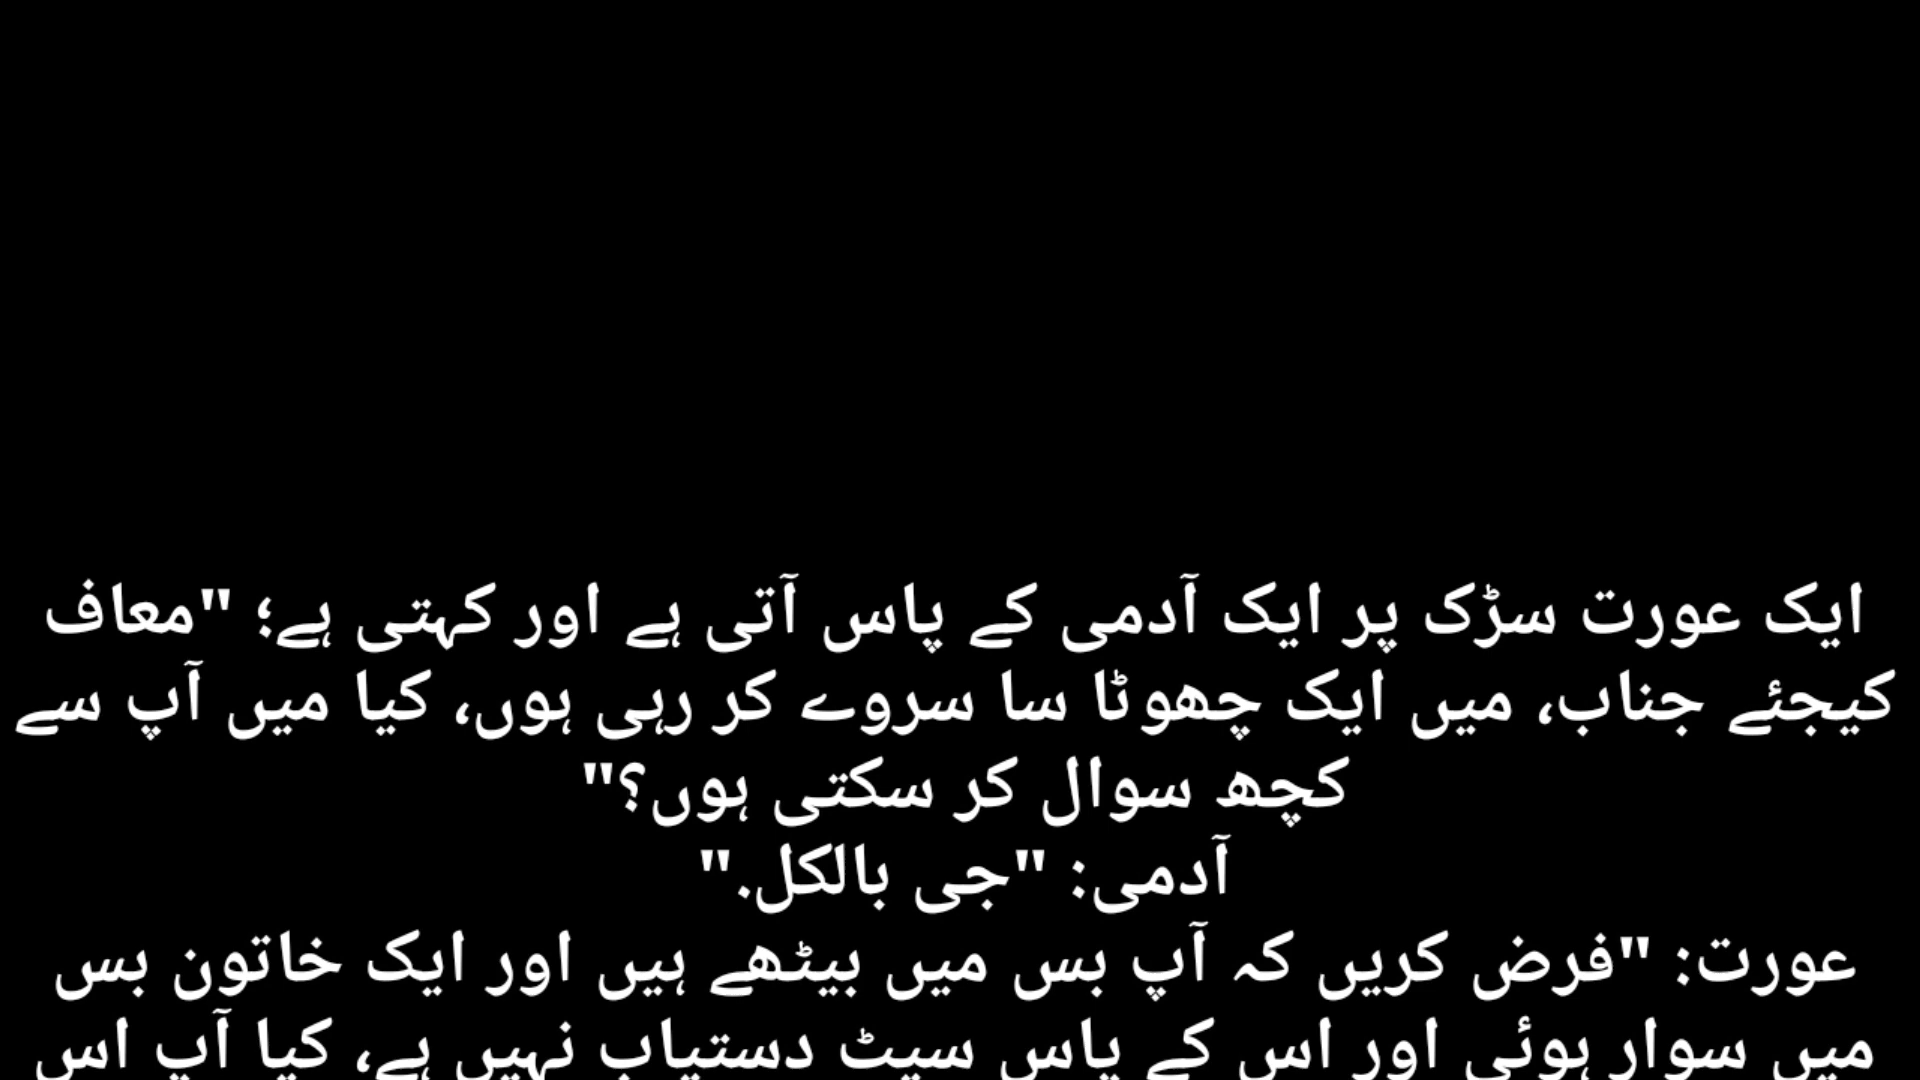 ایک عورت سڑک پر ایک آدمی کے پاس آتی ہے اور کہتی ہے؛ "معاف
کیجئے جناب، میں ایک چھوٹا سا سروے کر رہی ہوں، کیا میں آپ سے
کچھ سوال کر سکتی ہوں؟"
آدمی: "جی بالکل."
عورت: "فرض کریں کہ آپ بس میں بیٹھے ہیں اور ایک خاتون بس
میں سوار ہوئی اور اس کے پاس سیٹ دستیاب نہیں ہے، کیا آپ اس